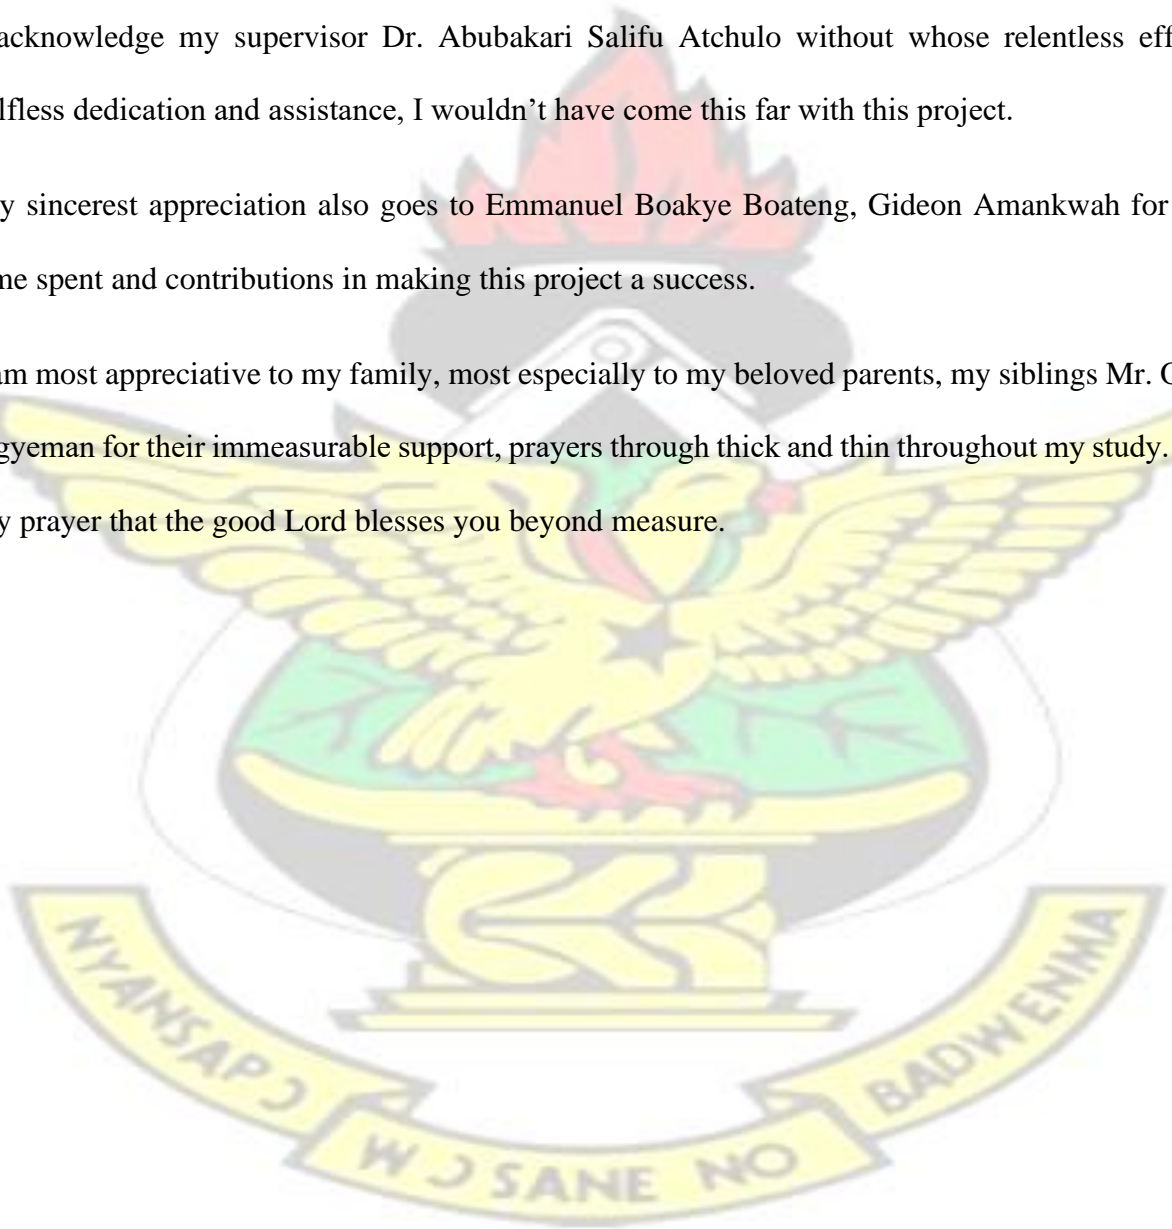 acknowledge my supervisor Dr. Abubakari Salifu Atchulo without whose relentless eff
lfless dedication and assistance, I wouldn’t have come this far with this project.
y sincerest appreciation also goes to Emmanuel Boakye Boateng, Gideon Amankwah for
me spent and contributions in making this project a success.
am most appreciative to my family, most especially to my beloved parents, my siblings Mr.
gyeman for their immeasurable support, prayers through thick and thin throughout my study.
y prayer that the good Lord blesses you beyond measure.
NYANSAPƆ
WƆSANE NO
BADWENMA